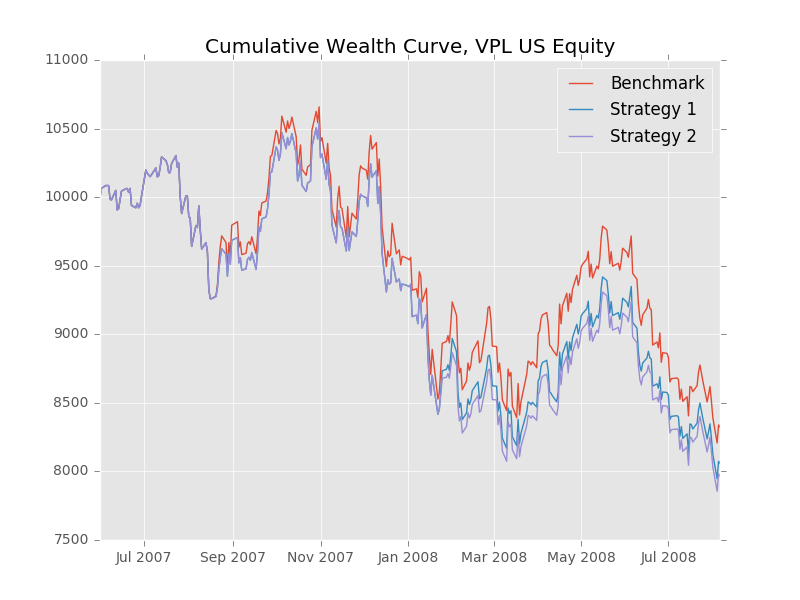 Cumulative Wealth Curve, VPL US Equity
11000
10500
10000
9500
9000
8500
8000
7500
Benchmark
Strategy 1
Strategy 2
Jul 2007 Sep 2007 Nov 2007 Jan 2008 Mar 2008 May 2008 Jul 2008